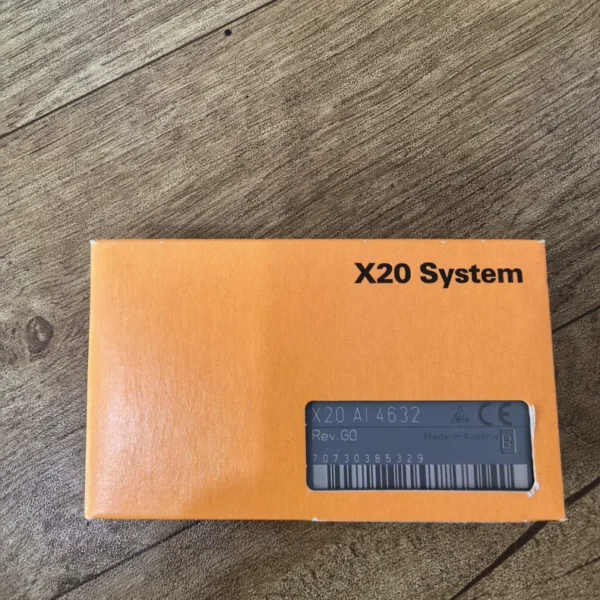 X20 System
X20 AI 4632
Rev.G0
Made in Austria
70730385329